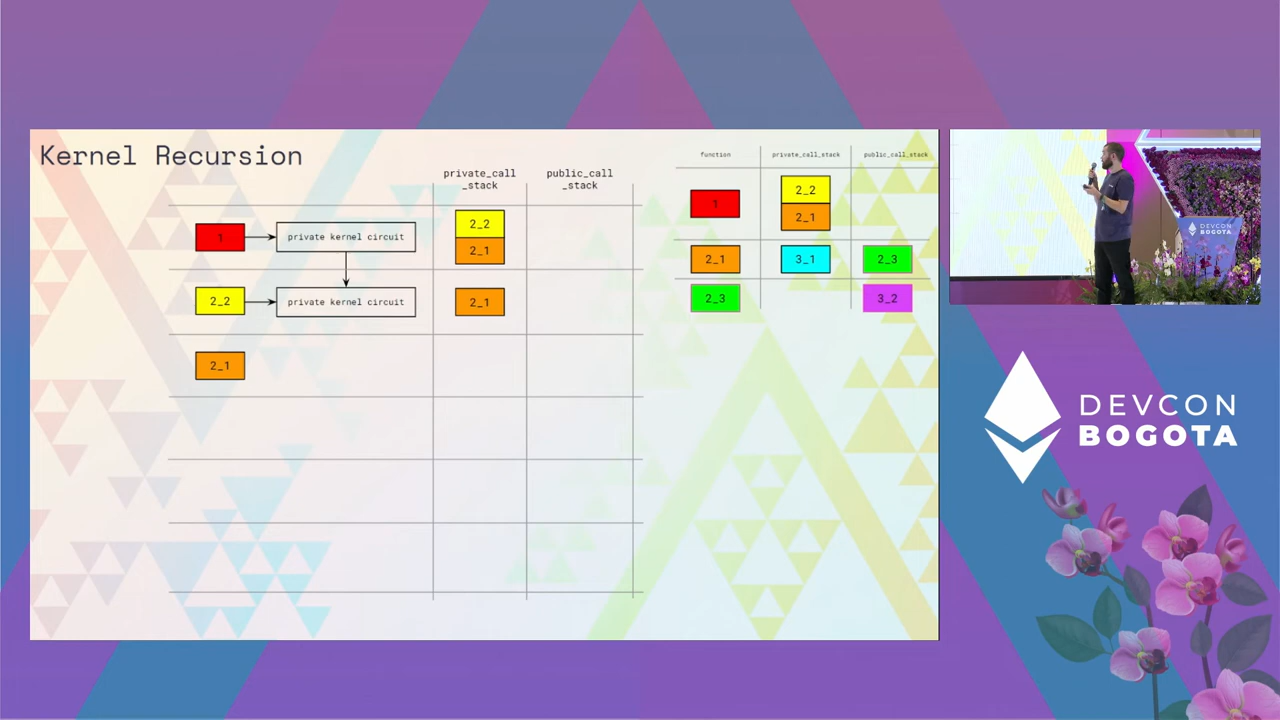 Kernel Recursion
private_call
_stack
public_call
_stack
function
private_call_stack
public_call_stack
1
private kernel circuit
2_2
2_1
2_2
private kernel circuit
2_1
2_1
1
2_2
2_1
2_1
3_1
2_3
2_3
3_2
BOGOTA
DEVCON
BOGOTA